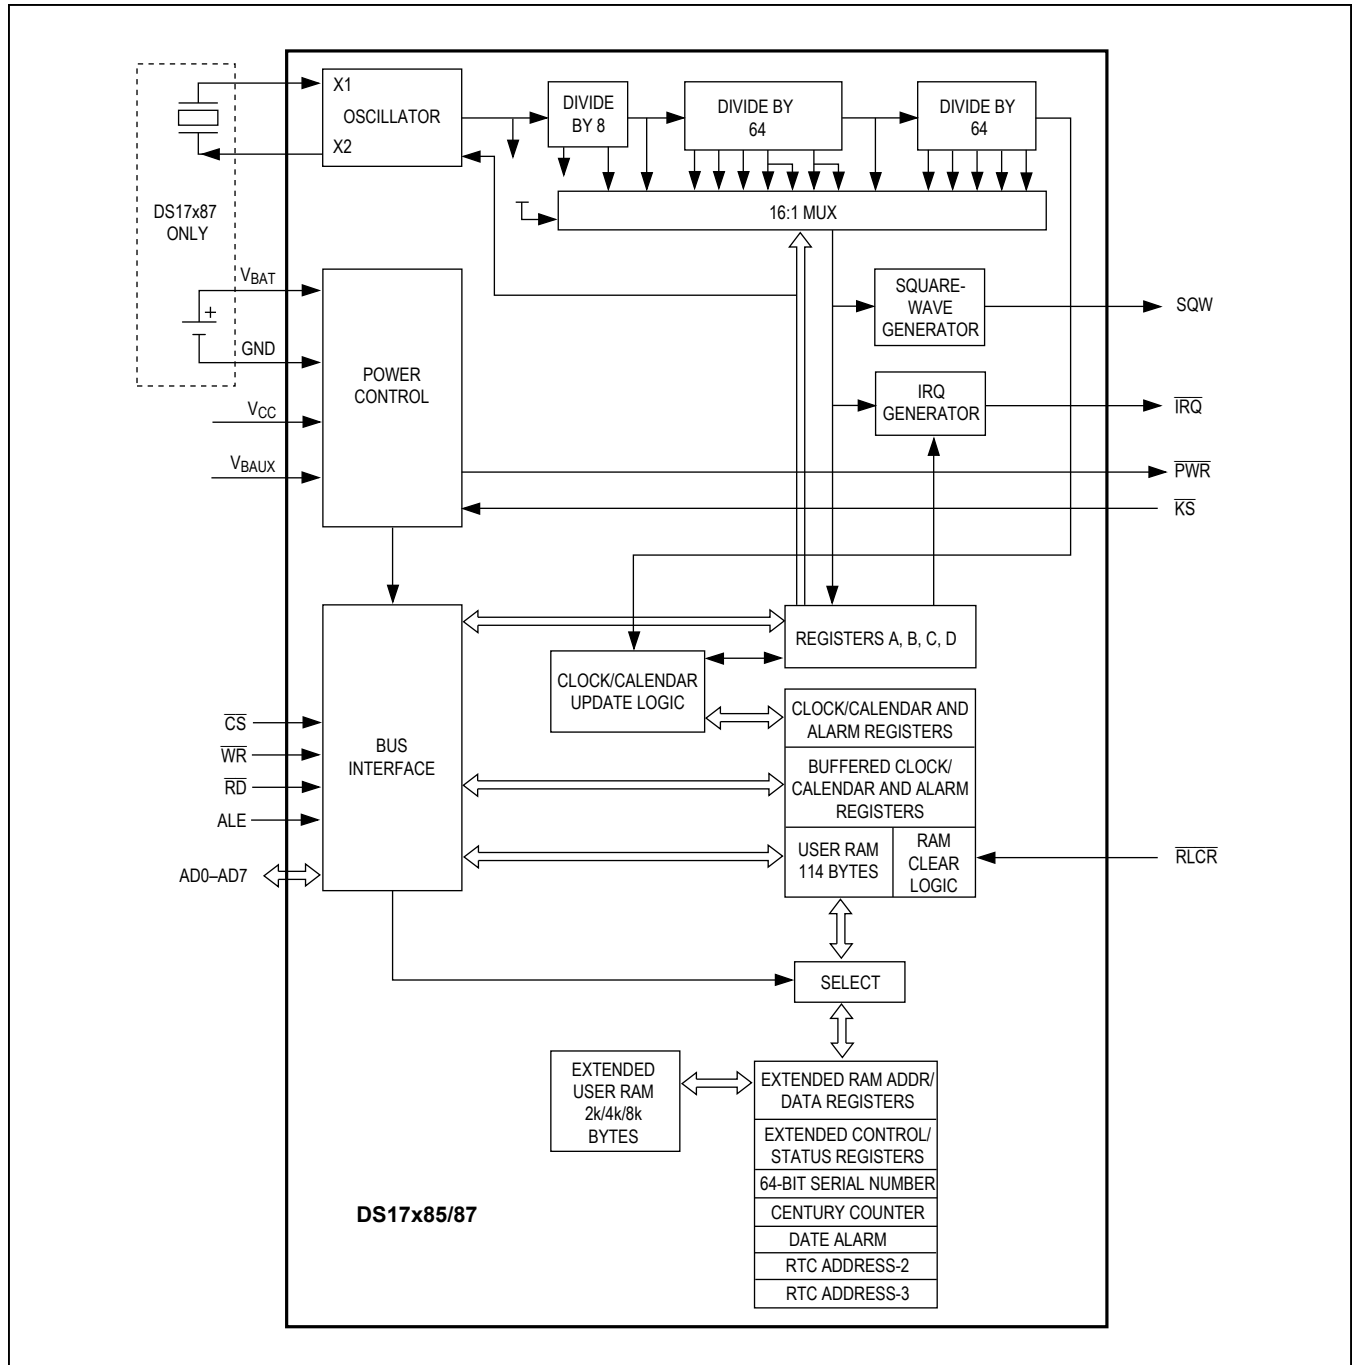 X1
OSCILLATOR
X2
DIVIDE
BY 8
DIVIDE BY
64
DIVIDE BY
64
16:1 MUX
DS17x87
ONLY
VBAT
+
GND
VCC
VBAUX
POWER
CONTROL
SQUARE-
WAVE
GENERATOR
SQW
IRQ
GENERATOR
IRQ
PWR
KS
REGISTERS A, B, C, D
CLOCK/CALENDAR
UPDATE LOGIC
CS
WR
RD
ALE
AD0–AD7
BUS
INTERFACE
CLOCK/CALENDAR AND
ALARM REGISTERS
BUFFERED CLOCK/
CALENDAR AND ALARM
REGISTERS
USER RAM
114 BYTES
RAM
CLEAR
LOGIC
RLCR
SELECT
EXTENDED
USER RAM
2k/4k/8k
BYTES
EXTENDED RAM ADDR/
DATA REGISTERS
EXTENDED CONTROL/
STATUS REGISTERS
64-BIT SERIAL NUMBER
CENTURY COUNTER
DATE ALARM
RTC ADDRESS-2
RTC ADDRESS-3
DS17x85/87